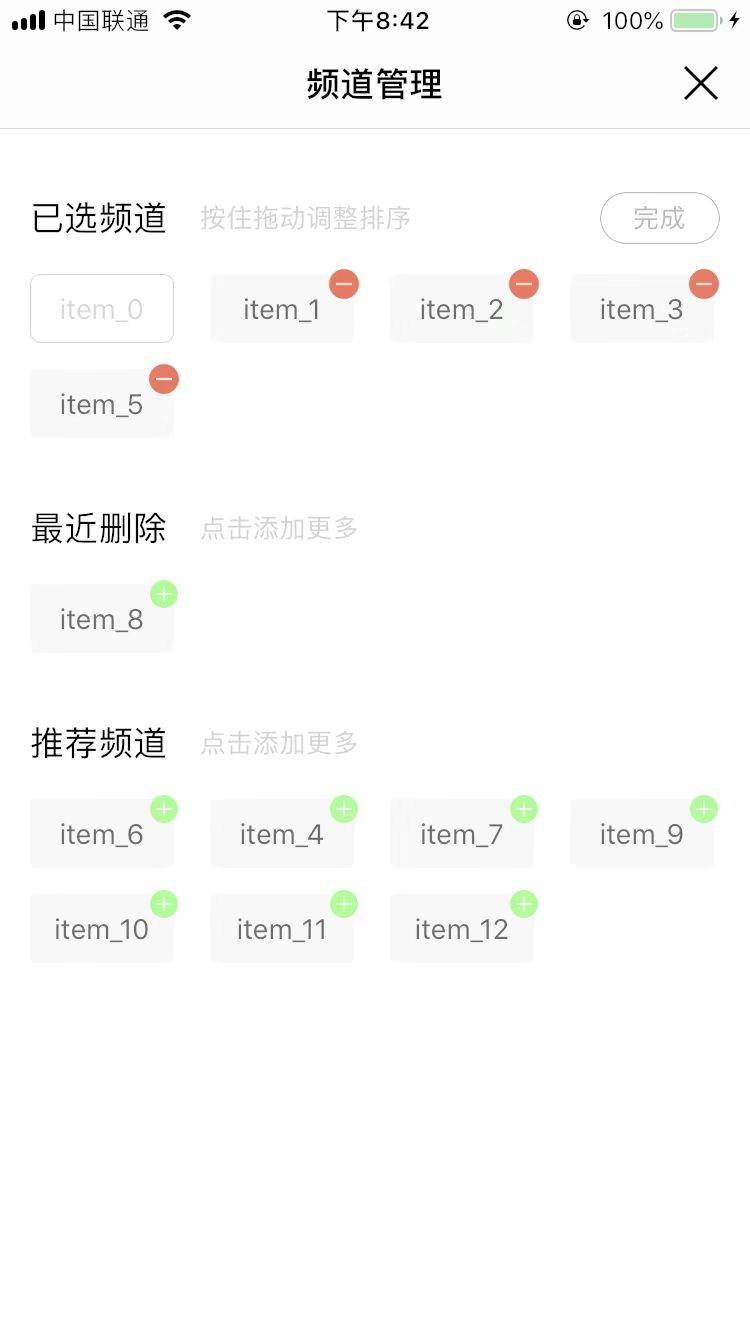 中国联通 下午8:42 100%
频道管理
已选频道 按住拖动调整排序 完成
item_0 item_1 item_2 item_3
item_5
最近删除 点击添加更多
item_8
推荐频道 点击添加更多
item_6 item_4 item_7 item_9
item_10 item_11 item_12